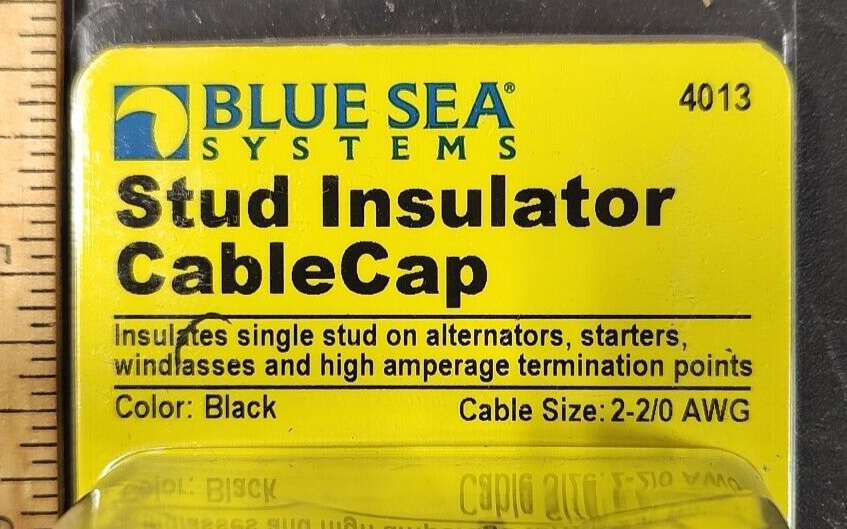 BLUE SEA® 4013
SYSTEMS
Stud Insulator
CableCap
Insulates single stud on alternators, starters,
windlasses and high amperage termination points
Color: Black Cable Size: 2-2/0 AWG